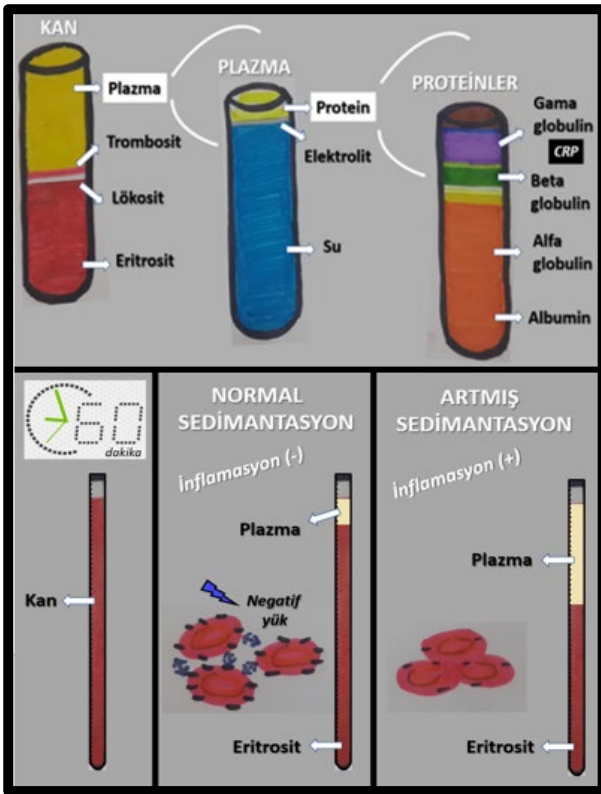 KAN
Plazma
Trombosit
Lökosit
Eritrosit
PLAZMA
Protein
Elektrolit
Su
PROTEİNLER
Gama
globulin
CRP
Beta
globulin
Alfa
globulin
Albumin
60
dakika
Kan
NORMAL
SEDİMANTASYON
İnflamasyon (-)
Plazma
Negatif
yük
Eritrosit
ARTMIŞ
SEDİMANTASYON
İnflamasyon (+)
Plazma
Eritrosit